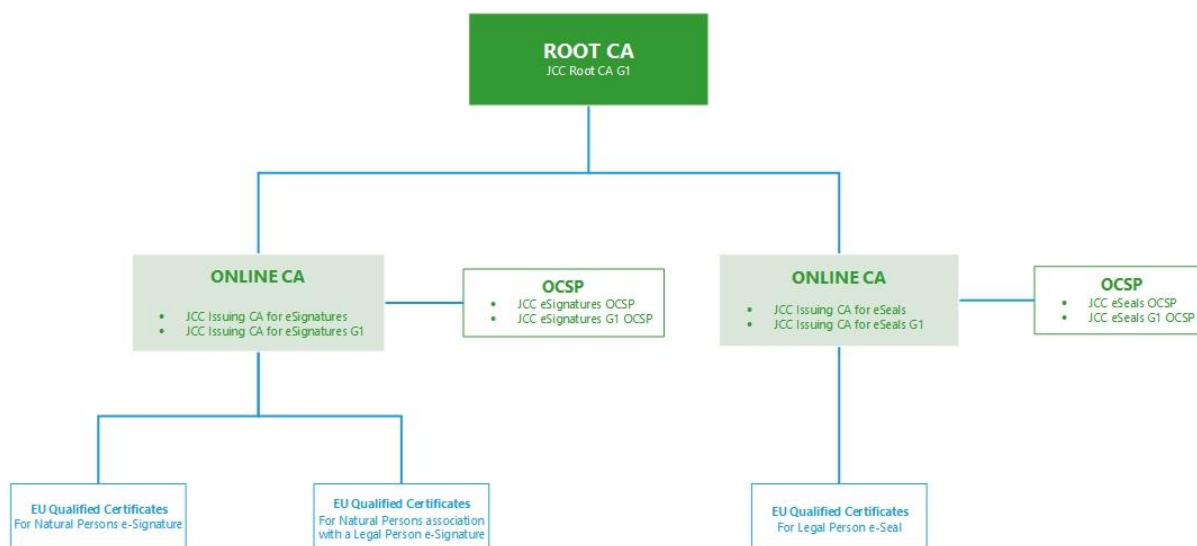 ROOT CA
JCC Root CA G1
ONLINE CA
• JCC Issuing CA for eSignatures
• JCC Issuing CA for eSignatures G1
OCSP
• JCC eSignatures OCSP
• JCC eSignatures G1 OCSP
ONLINE CA
• JCC Issuing CA for eSeals
• JCC Issuing CA for eSeals G1
OCSP
• JCC eSeals OCSP
• JCC eSeals G1 OCSP
EU Qualified Certificates
For Natural Persons e-Signature
EU Qualified Certificates
For Natural Persons association
with a Legal Person e-Signature
EU Qualified Certificates
For Legal Person e-Seal